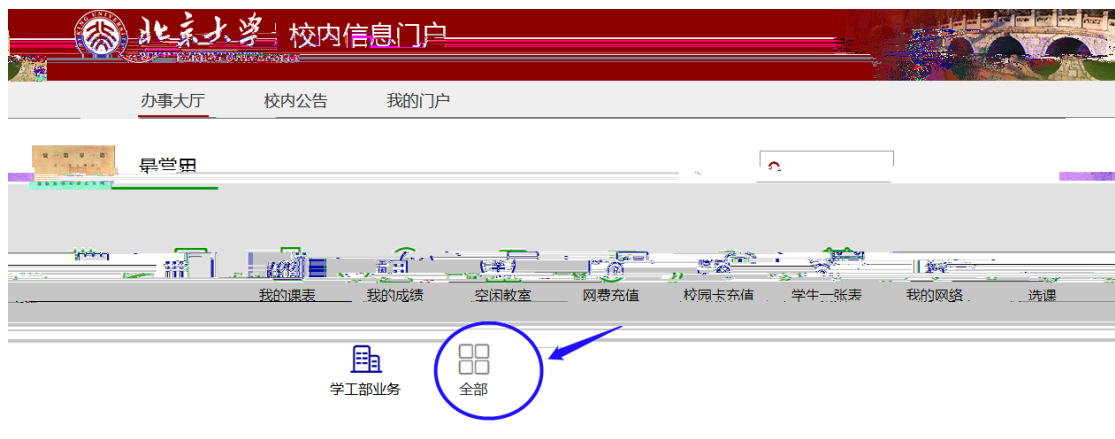 北京大学 校内信息门户
办事大厅 校内公告 我的门户
最常用
我的课表 我的成绩 空闲教室 网费充值 校园卡充值 学生一张表 我的网络 选课
学工部业务 全部